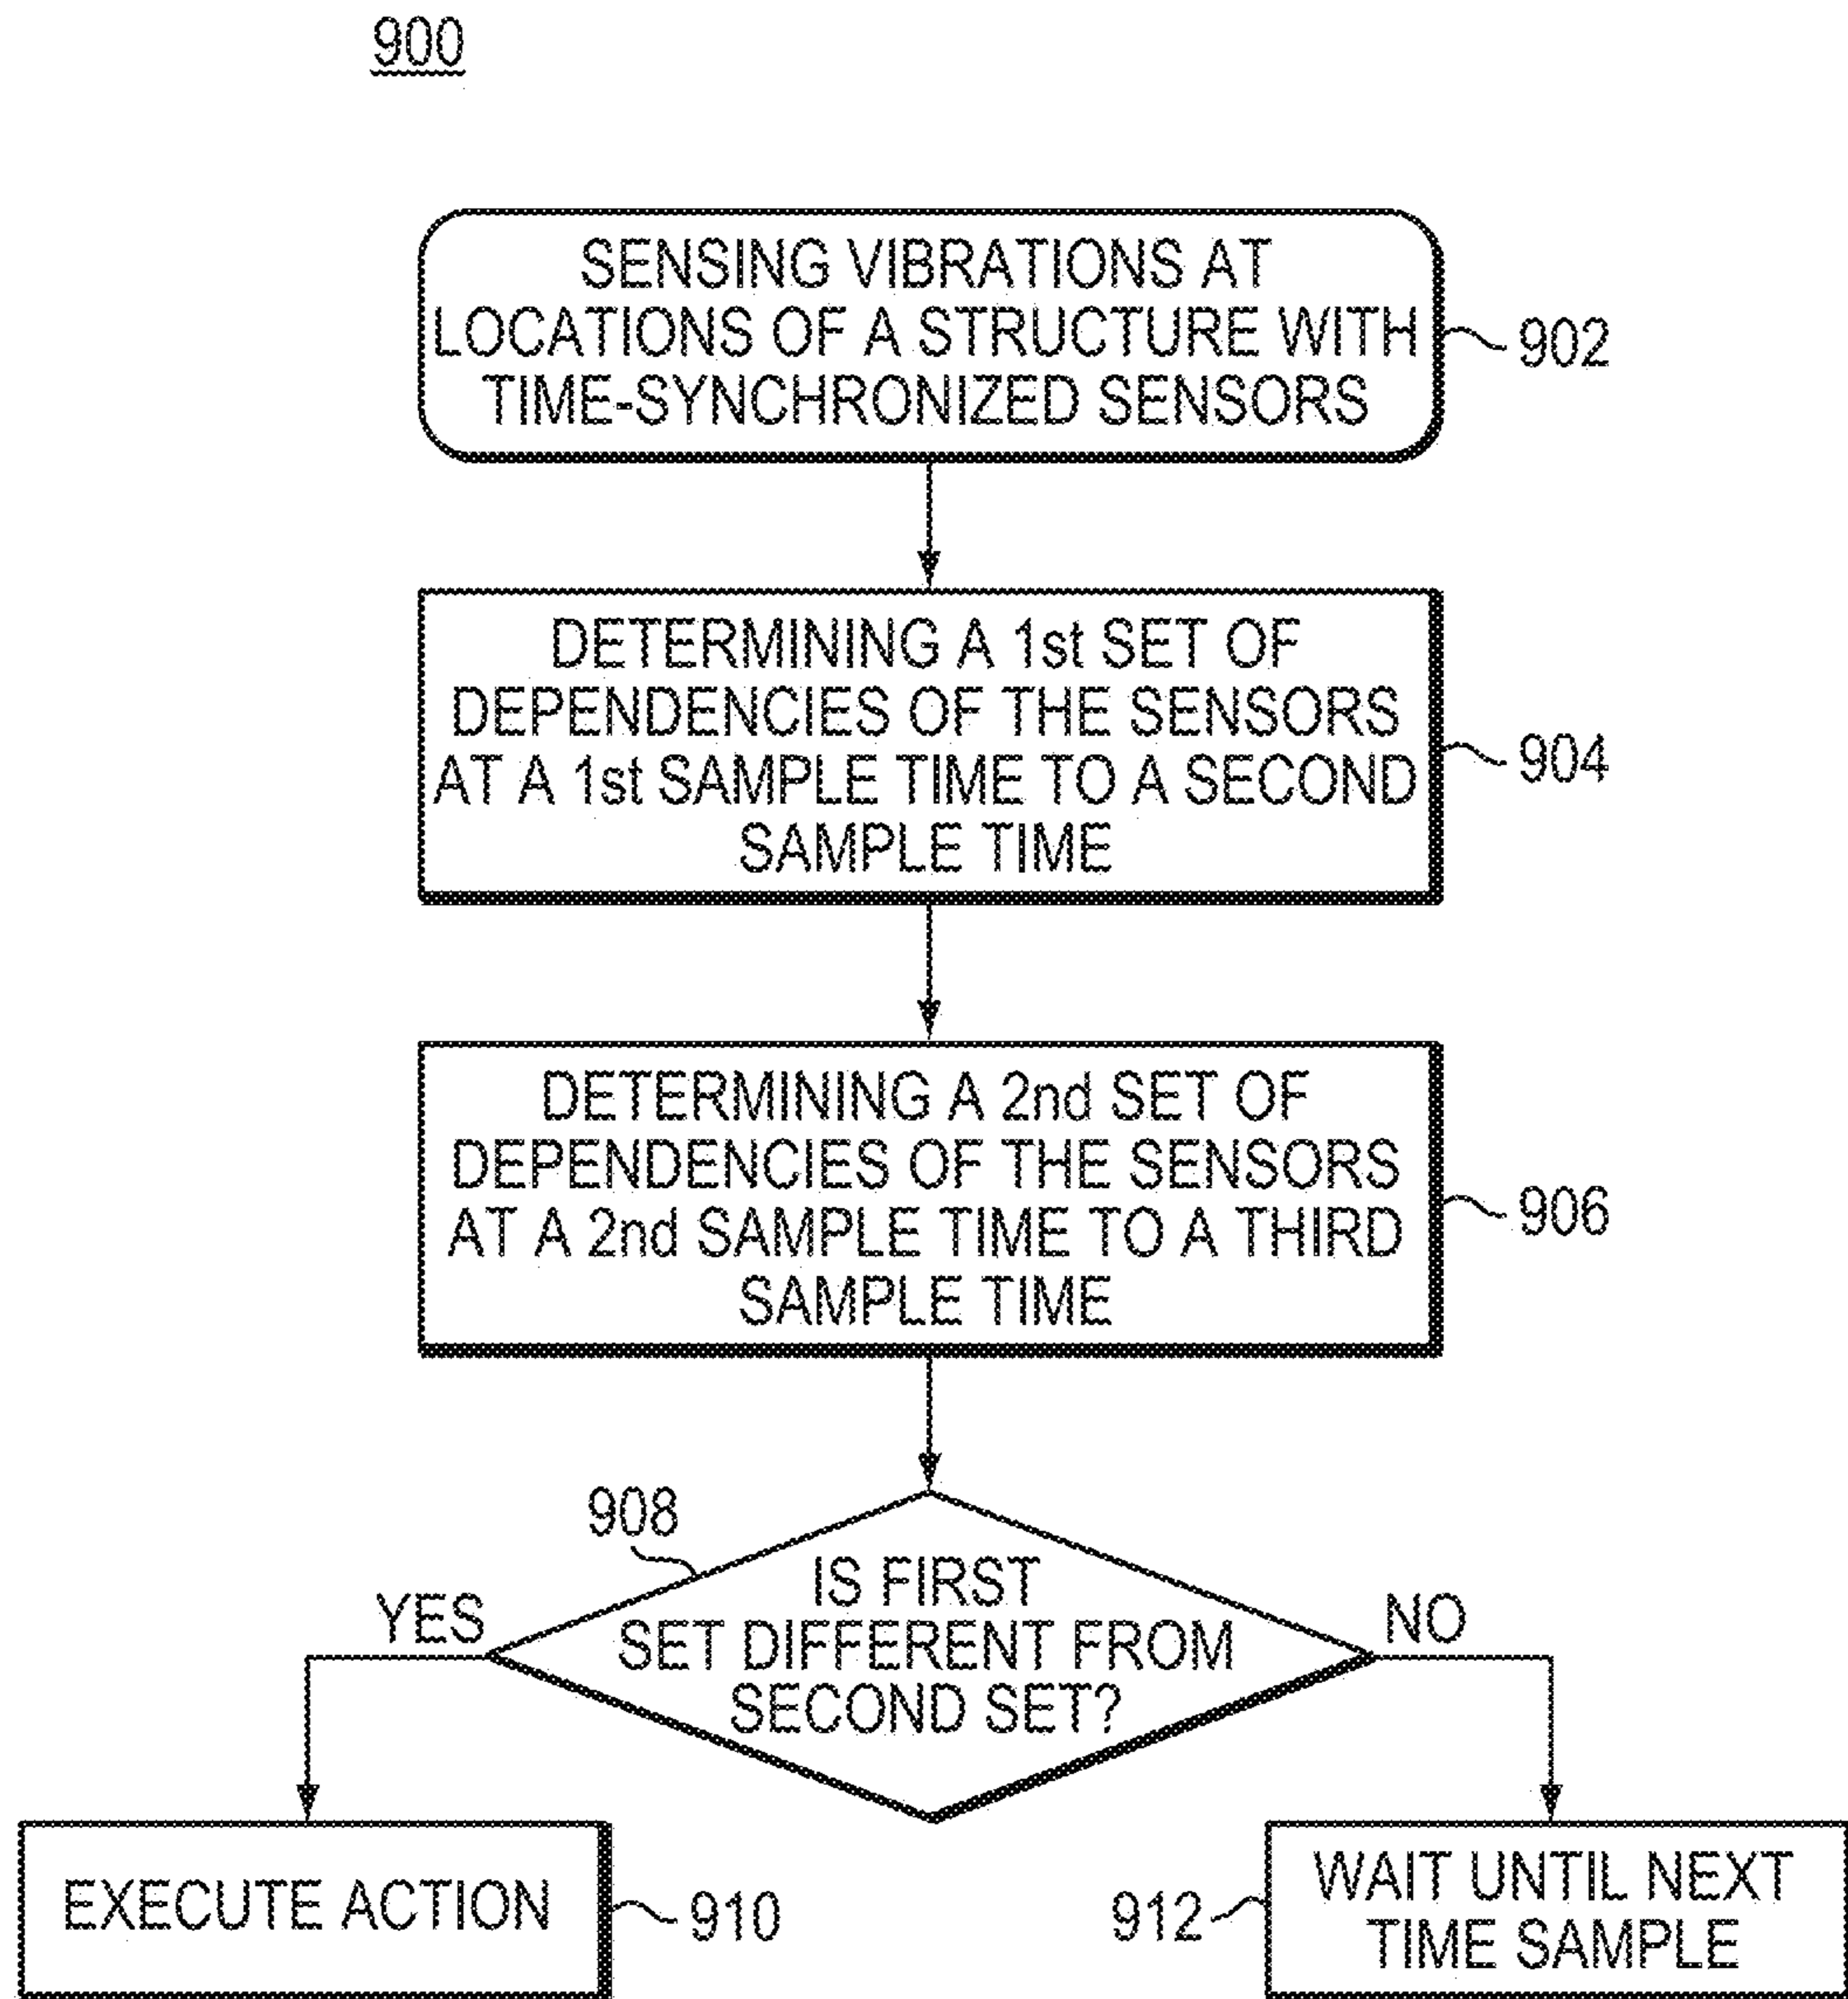 900
SENSING VIBRATIONS AT
LOCATIONS OF A STRUCTURE WITH
TIME-SYNCHRONIZED SENSORS
902
DETERMINING A 1st SET OF
DEPENDENCIES OF THE SENSORS
AT A 1st SAMPLE TIME TO A SECOND
SAMPLE TIME
904
DETERMINING A 2nd SET OF
DEPENDENCIES OF THE SENSORS
AT A 2nd SAMPLE TIME TO A THIRD
SAMPLE TIME
906
908
IS FIRST
SET DIFFERENT FROM
SECOND SET?
YES
NO
EXECUTE ACTION
910
912
WAIT UNTIL NEXT
TIME SAMPLE